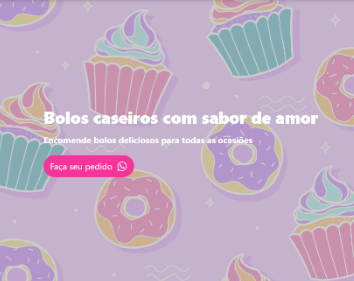 Bolos caseiros com sabor de amor
Encomende bolos deliciosos para todas as ocasiões
Faça seu pedido